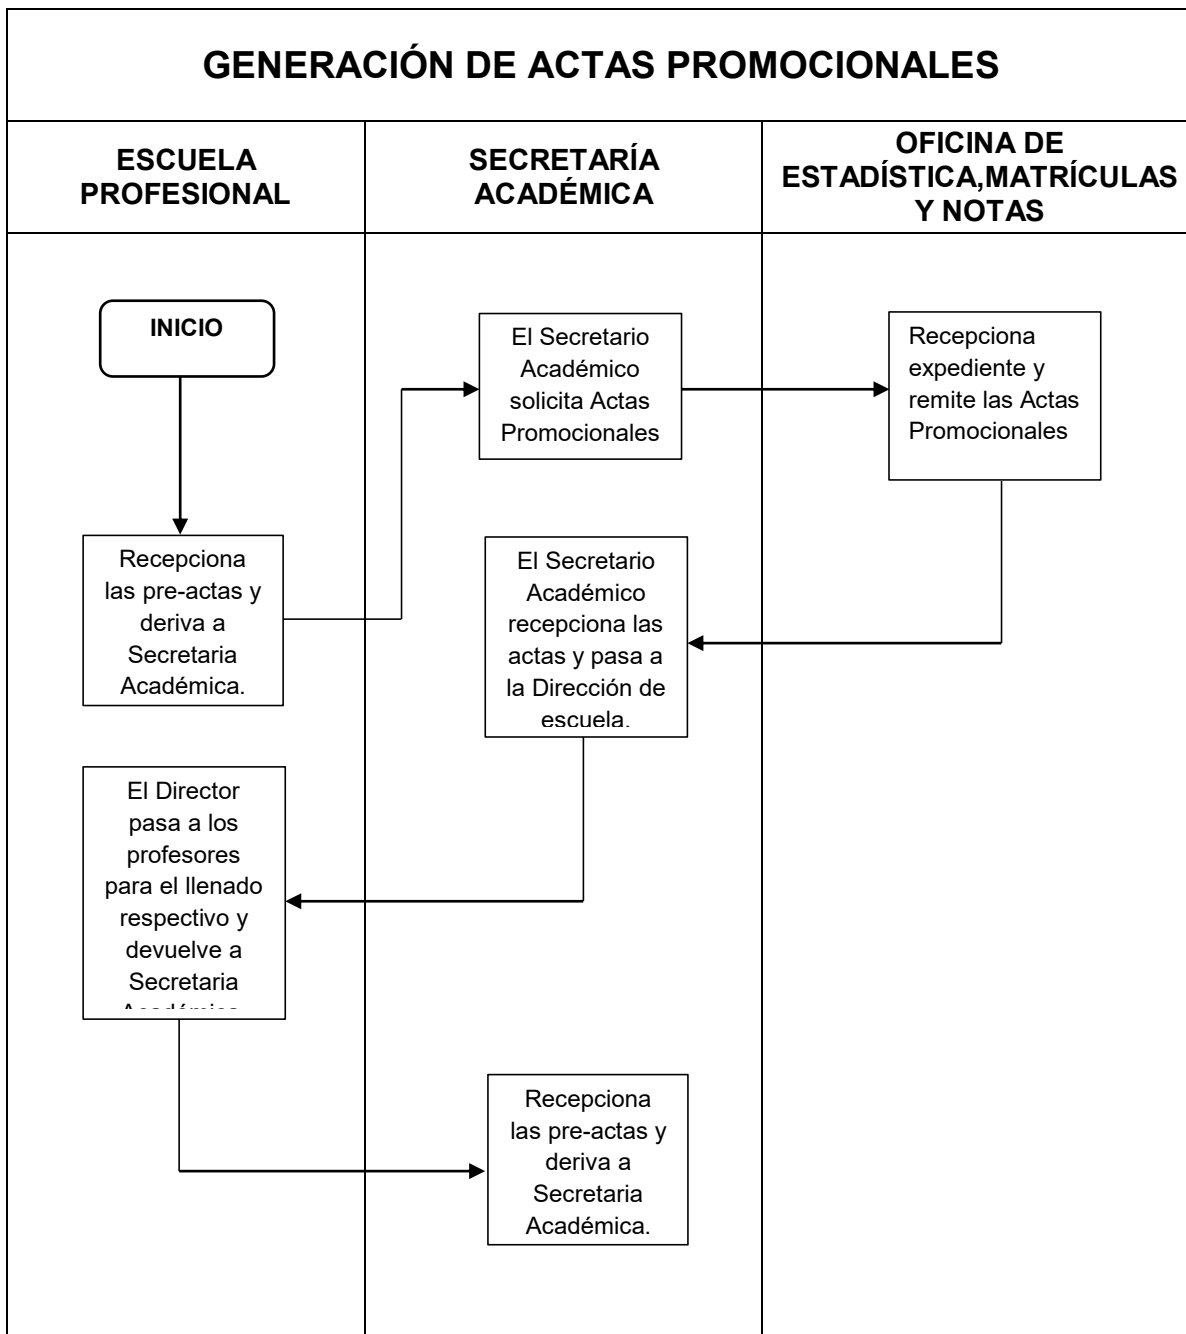 GENERACIÓN DE ACTAS PROMOCIONALES
ESCUELA
PROFESIONAL
SECRETARÍA
ACADÉMICA
OFICINA DE
ESTADÍSTICA,MATRÍCULAS
Y NOTAS
INICIO
El Secretario
Académico
solicita Actas
Promocionales
Recepciona
expediente y
remite las Actas
Promocionales
Recepciona
las pre-actas y
deriva a
Secretaria
Académica.
El Secretario
Académico
recepciona las
actas y pasa a
la Dirección de
escuela.
El Director
pasa a los
profesores
para el llenado
respectivo y
devuelve a
Secretaria
Recepciona
las pre-actas y
deriva a
Secretaria
Académica.